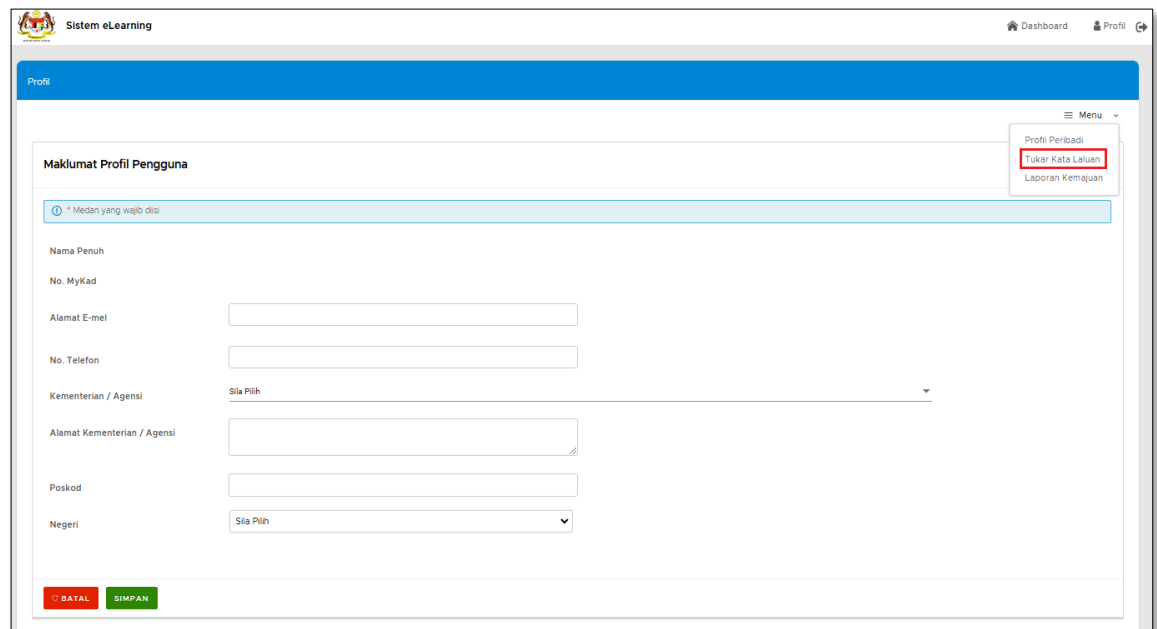 Sistem eLearning
Dashboard
Profil
Profil
Menu
Profil Peribadi
Tukar Kata Laluan
Laporan Kemajuan
Maklumat Profil Pengguna
* Medan yang wajib diisi
Nama Penuh
No. MyKad
Alamat E-mel
No. Telefon
Kementerian / Agensi Sila Pilih
Alamat Kementerian / Agensi
Poskod
Negeri Sila Pilih
BATAL SIMPAN